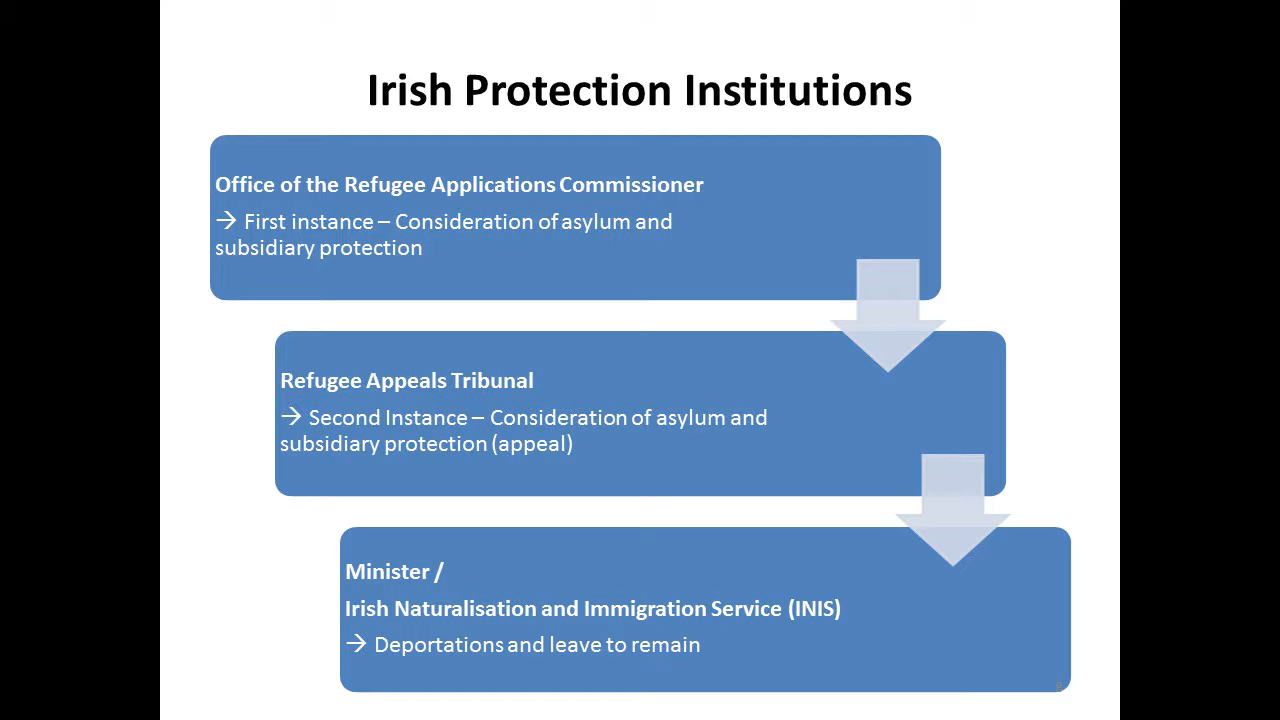 Irish Protection Institutions
Office of the Refugee Applications Commissioner
→ First instance – Consideration of asylum and
subsidiary protection
Refugee Appeals Tribunal
→ Second Instance – Consideration of asylum and
subsidiary protection (appeal)
Minister /
Irish Naturalisation and Immigration Service (INIS)
→ Deportations and leave to remain